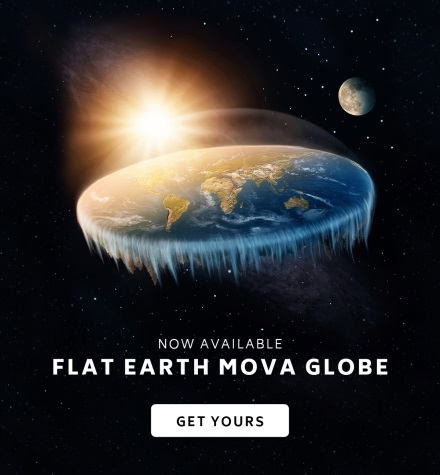 NOW AVAILABLE
FLAT EARTH MOVA GLOBE
GET YOURS